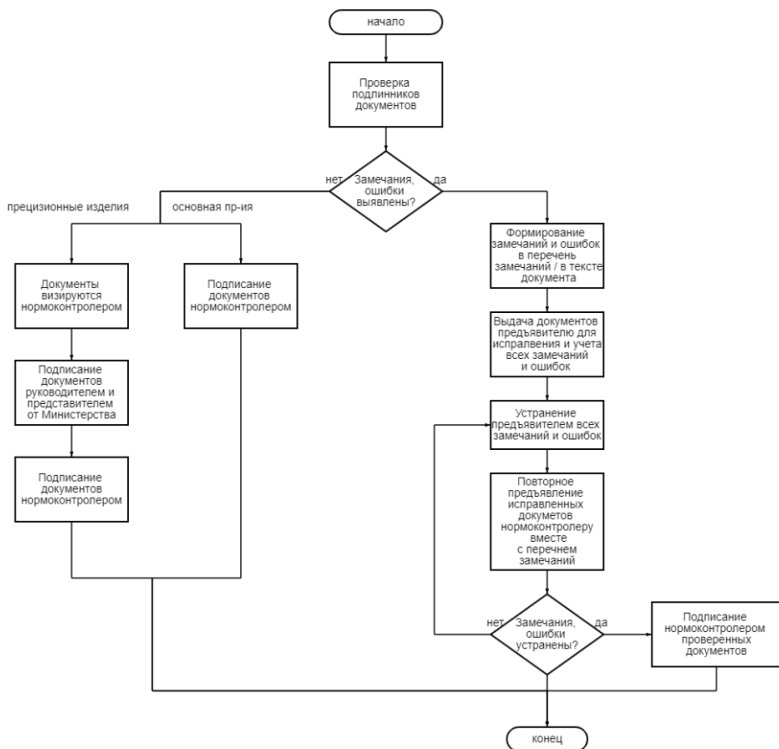 начало
Проверка
подлинников
документов
нет
Замечания,
ошибки
выявлены?
да
прецизионные изделия
основная пр-ия
Документы
визируются
нормоконтролером
Подписание
документов
нормоконтролером
Подписание
документов
руководителем и
представителем
от Министерства
Подписание
документов
нормоконтролером
Формирование
замечаний и ошибок
в перечень
замечаний / в тексте
документа
Выдача документов
предъявителю для
испралвения и учета
всех замечаний
и ошибок
Устранение
предъявителем всех
замечаний и ошибок
Повторное
предъявление
исправленных
докуметов
нормоконтролеру
вместе
с перечнем
замечаний
нет
Замечания,
ошибки
устранены?
да
Подписание
нормоконтролером
проверенных
документов
конец